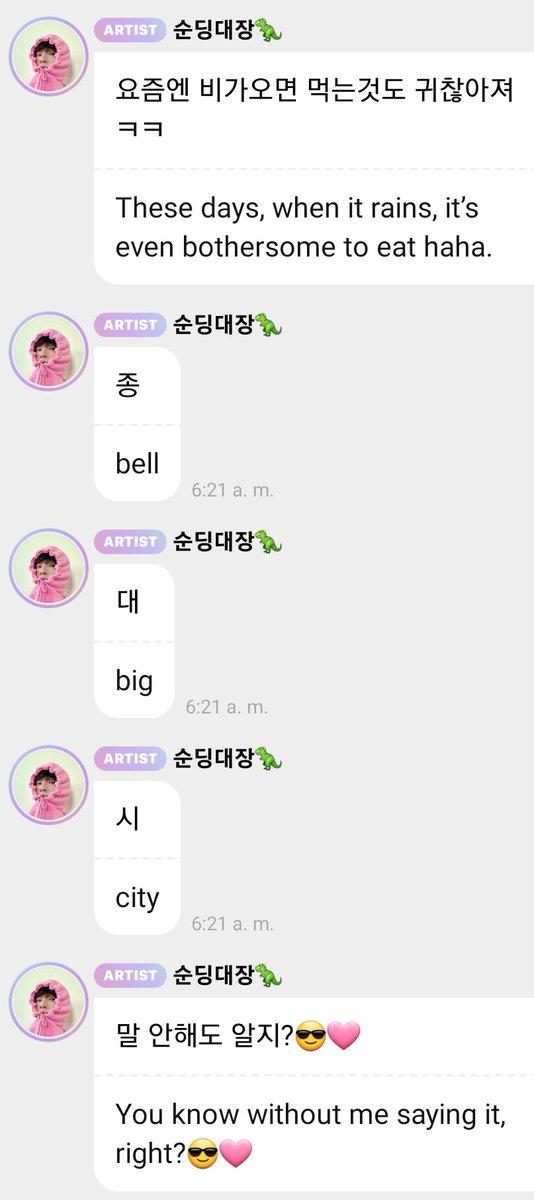 ARTIST 순딩대장🦖
요즘엔 비가오면 먹는것도 귀찮아져
ㅋㅋ
These days, when it rains, it’s
even bothersome to eat haha.
ARTIST 순딩대장🦖
종
bell
6:21 a. m.
ARTIST 순딩대장🦖
대
big
6:21 a. m.
ARTIST 순딩대장🦖
시
city
6:21 a. m.
ARTIST 순딩대장🦖
말 안해도 알지?😎🩷
You know without me saying it,
right?😎🩷